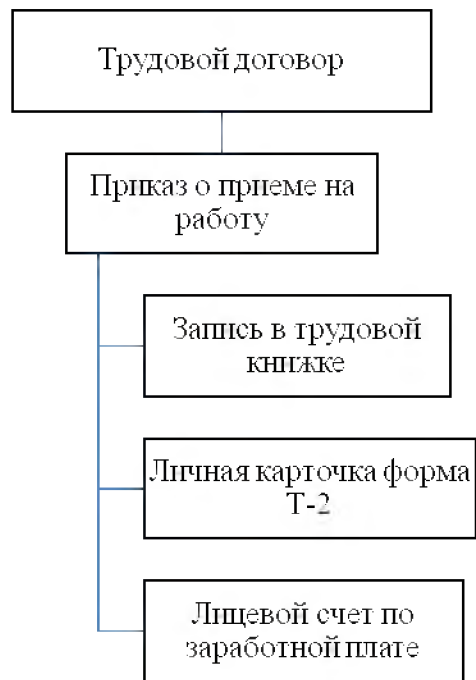 Трудовой договор
Приказ о приеме на
работу
Запись в трудовой
книжке
Личная карточка форма
Т-2
Лицевой счет по
заработной плате